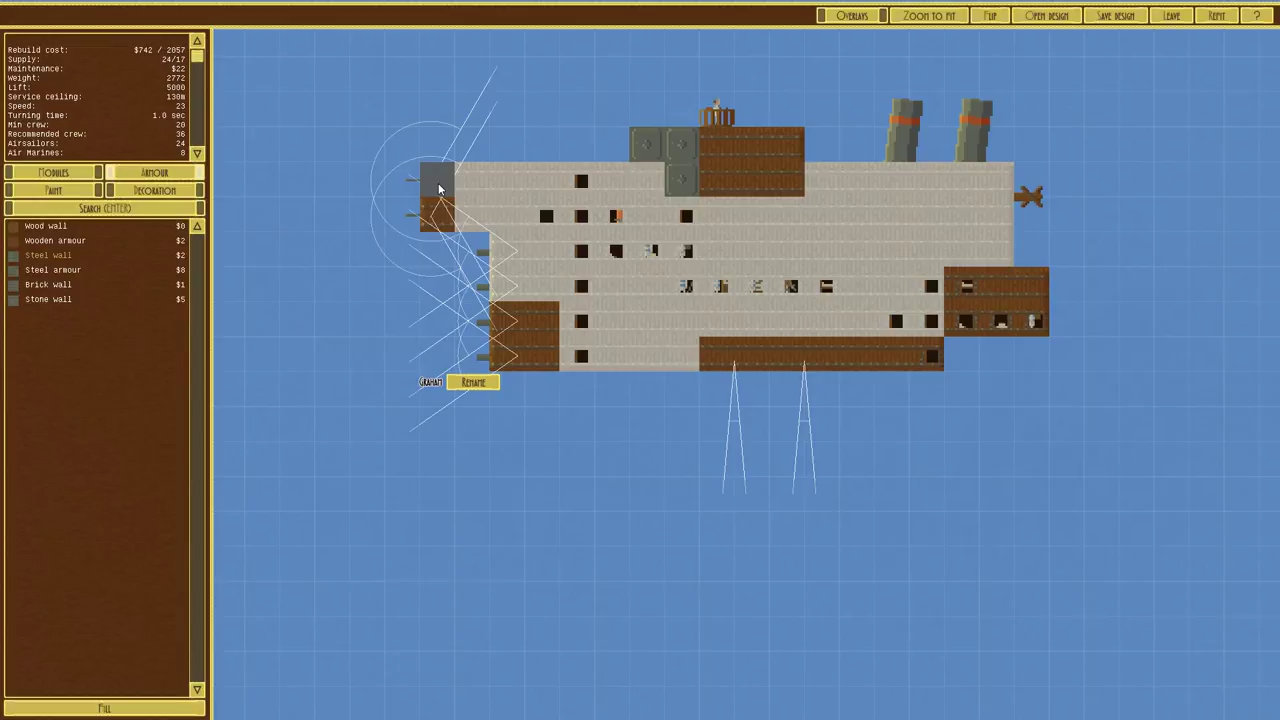 OVERLAYS ZOOM TO FIT FLIP OPEN DESIGN SAVE DESIGN LEAVE REFIT ?
Rebuild cost: $742 / 2057
Supply: 24/17
Maintenance: $22
Weight: 2772
Lift: 5000
Service ceiling: 130m
Speed: 23
Turning time: 1.0 sec
Min crew: 20
Recommended crew: 36
Airsailors: 24
Air Marines: 8
MODULES ARMOUR
PAINT DECORATION
SEARCH (ENTER)
Wood wall $0
Wooden armour $2
Steel wall $2
Steel armour $8
Brick wall $1
Stone wall $5
GRAHAM RENAME
FILL